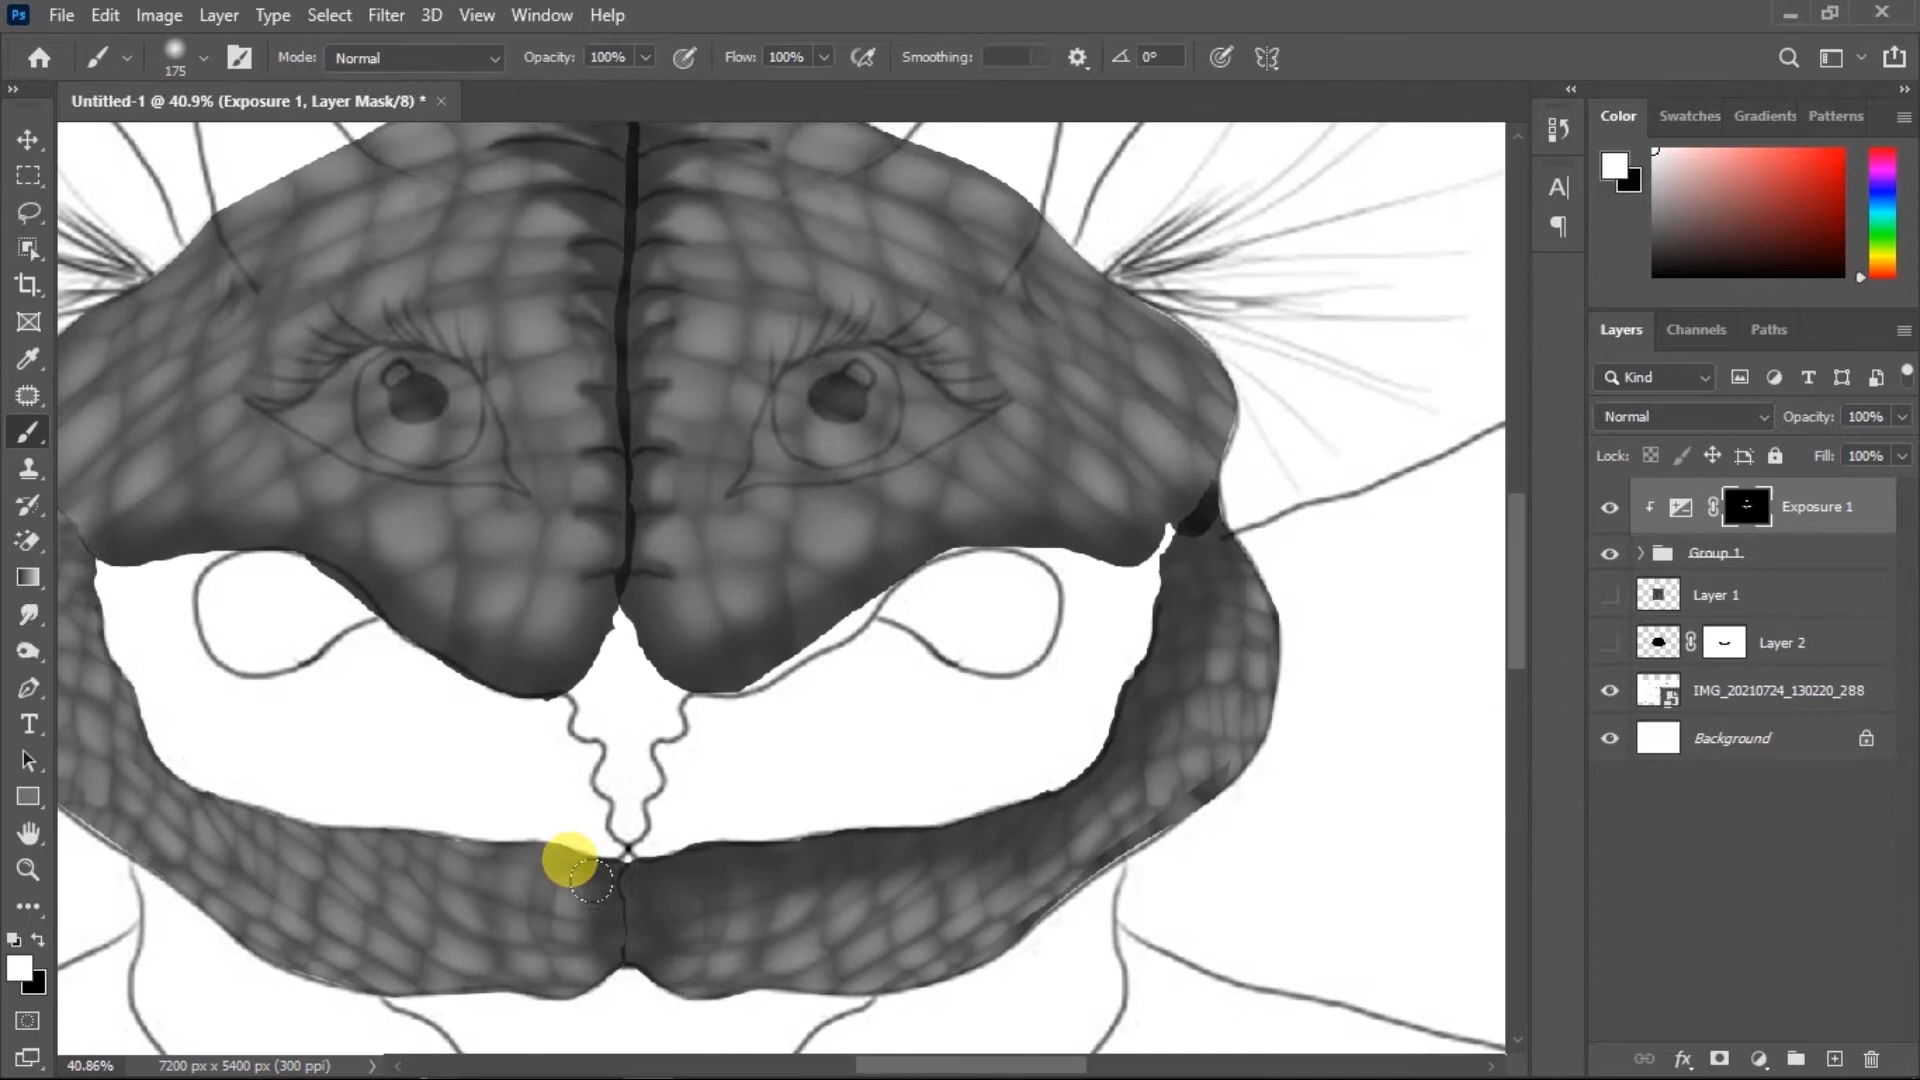 Ps File Edit Image Layer Type Select Filter 3D View Window Help
175 Mode: Normal Opacity: 100% Flow: 100% Smoothing: 0°
Untitled-1 @ 40.9% (Exposure 1, Layer Mask/8) *
Color Swatches Gradients Patterns
Layers Channels Paths
Kind
Normal Opacity: 100%
Lock: Fill: 100%
Exposure 1
Group 1
Layer 1
Layer 2
IMG_20210724_130220_288
Background
40.86% 7200 px x 5400 px (300 ppi)